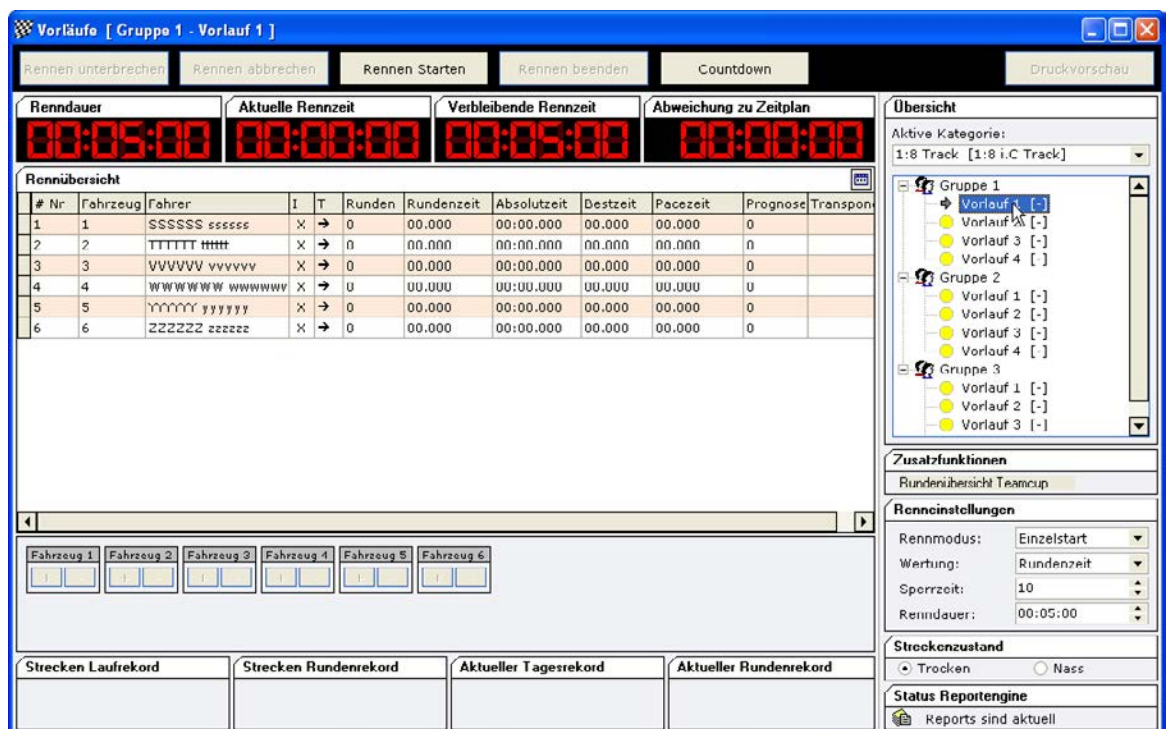 Vorläufe [ Gruppe 1 - Vorlauf 1 ]
Rennen unterbrechen Rennen abbrechen Rennen Starten Rennen beenden Countdown Druckvorschau
Renndauer Aktuelle Rennzeit Verbleibende Rennzeit Abweichung zu Zeitplan
00:05:00 00:00:00 00:05:00 00:00:00
Rennübersicht
# Nr Fahrzeug Fahrer I T Runden Rundenzeit Absolutzeit Bestzeit Pacezeit Prognose Transpon
1 1 SSSSSS ssssss X → 0 00.000 00:00.000 00.000 00.000 0
2 2 TTTTTT tttttt X → 0 00.000 00:00.000 00.000 00.000 0
3 3 VVVVVV vvvvvv X → 0 00.000 00:00.000 00.000 00.000 0
4 4 WWWWWW wwwwww X → 0 00.000 00:00.000 00.000 00.000 0
5 5 YYYYYY yyyyyy X → 0 00.000 00:00.000 00.000 00.000 0
6 6 ZZZZZZ zzzzzz X → 0 00.000 00:00.000 00.000 00.000 0
Fahrzeug 1 Fahrzeug 2 Fahrzeug 3 Fahrzeug 4 Fahrzeug 5 Fahrzeug 6
Strecken Laufrekord Strecken Rundenrekord Aktueller Tagesrekord Aktueller Rundenrekord
Übersicht
Aktive Kategorie:
1:8 Track [1:8 i.C Track]
Gruppe 1
Vorlauf 1 [-]
Vorlauf 2 [-]
Vorlauf 3 [-]
Vorlauf 4 [-]
Gruppe 2
Vorlauf 1 [-]
Vorlauf 2 [-]
Vorlauf 3 [-]
Vorlauf 4 [-]
Gruppe 3
Vorlauf 1 [-]
Vorlauf 2 [-]
Vorlauf 3 [-]
Zusatzfunktionen
Rundenübersicht Teamcup
Renneinstellungen
Rennmodus: Einzelstart
Wertung: Rundenzeit
Sperrzeit: 10
Renndauer: 00:05:00
Streckenzustand
Trocken Nass
Status Reportengine
Reports sind aktuell